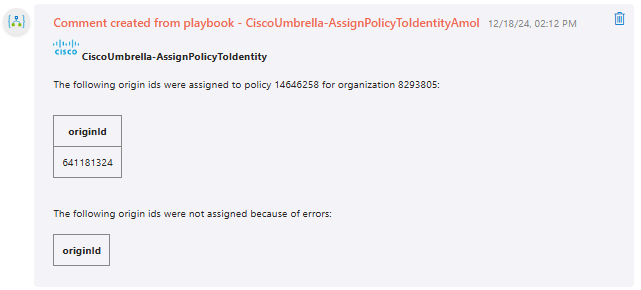 Comment created from playbook - CiscoUmbrella-AssignPolicyToIdentityAmol 12/18/24, 02:12 PM
CISCO CiscoUmbrella-AssignPolicyToIdentity
The following origin ids were assigned to policy 14646258 for organization 8293805:
originId
641181324
The following origin ids were not assigned because of errors:
originId